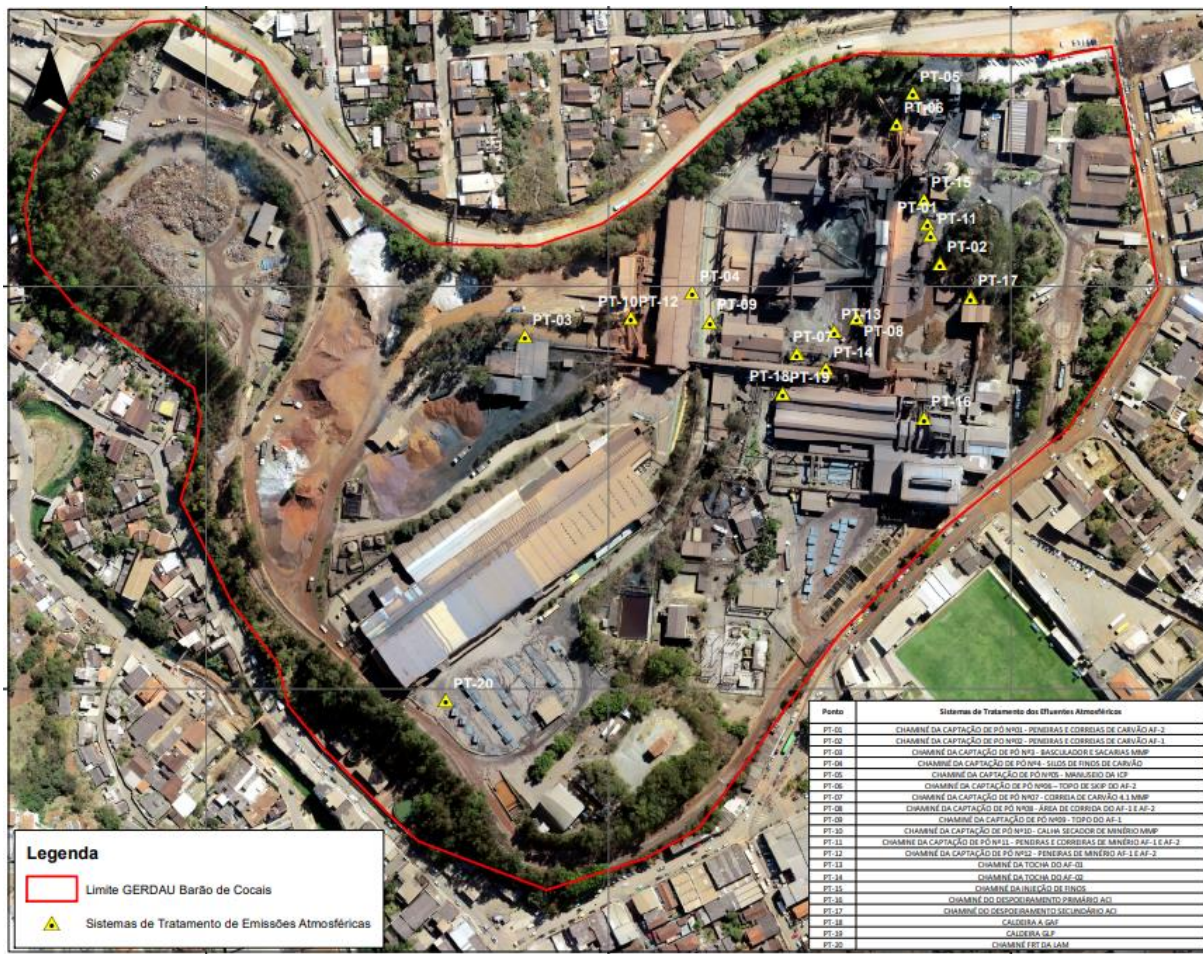 N
PT-05
PT-06
PT-15
PT-01
PT-11
PT-02
PT-17
PT-04
PT-10PT-12
PT-09
PT-13
PT-03
PT-08
PT-07
PT-14
PT-18PT-19
PT-16
PT-20
Legenda
Limite GERDAU Barão de Cocais
Sistemas de Tratamento de Emissões Atmosféricas
Ponto Sistemas de Tratamento dos Efluentes Atmosféricos
PT-01 CHAMINÉ DA CAPTAÇÃO DE PÓ Nº01 - PENEIRAS E CORREIAS DE CARVÃO AF-2
PT-02 CHAMINÉ DA CAPTAÇÃO DE PÓ Nº02 - PENEIRAS E CORREIAS DE CARVÃO AF-1
PT-03 CHAMINÉ DA CAPTAÇÃO DE PÓ Nº3 - BASCULADOR E SACARIAS MMP
PT-04 CHAMINÉ DA CAPTAÇÃO DE PÓ Nº4 - SILOS DE FINOS DE CARVÃO
PT-05 CHAMINÉ DA CAPTAÇÃO DE PÓ Nº05 - MANUSEIO DA ICP
PT-06 CHAMINÉ DA CAPTAÇÃO DE PÓ Nº06 - TOPO DE SKIP DO AF-2
PT-07 CHAMINÉ DA CAPTAÇÃO DE PÓ Nº07 - CORREIA DE CARVÃO 4.1 MMP
PT-08 CHAMINÉ DA CAPTAÇÃO DE PÓ Nº08 - ÁREA DE CORRIDA DO AF-1 E AF-2
PT-09 CHAMINÉ DA CAPTAÇÃO DE PÓ Nº09 - TOPO DO AF-1
PT-10 CHAMINÉ DA CAPTAÇÃO DE PÓ Nº10 - CALHA SECADOR DE MINÉRIO MMP
PT-11 CHAMINÉ DA CAPTAÇÃO DE PÓ Nº11 - PENEIRAS E CORREIRAS DE MINÉRIO AF-1 E AF-2
PT-12 CHAMINÉ DA CAPTAÇÃO DE PÓ Nº12 - PENEIRAS DE MINÉRIO AF-1 E AF-2
PT-13 CHAMINÉ DA TOCHA DO AF-01
PT-14 CHAMINÉ DA TOCHA DO AF-02
PT-15 CHAMINÉ DA INJEÇÃO DE FINOS
PT-16 CHAMINÉ DO DESPOEIRAMENTO PRIMÁRIO ACI
PT-17 CHAMINÉ DO DESPOEIRAMENTO SECUNDÁRIO ACI
PT-18 CALDEIRA A GAF
PT-19 CALDEIRA GLP
PT-20 CHAMINÉ FRT DA LAM